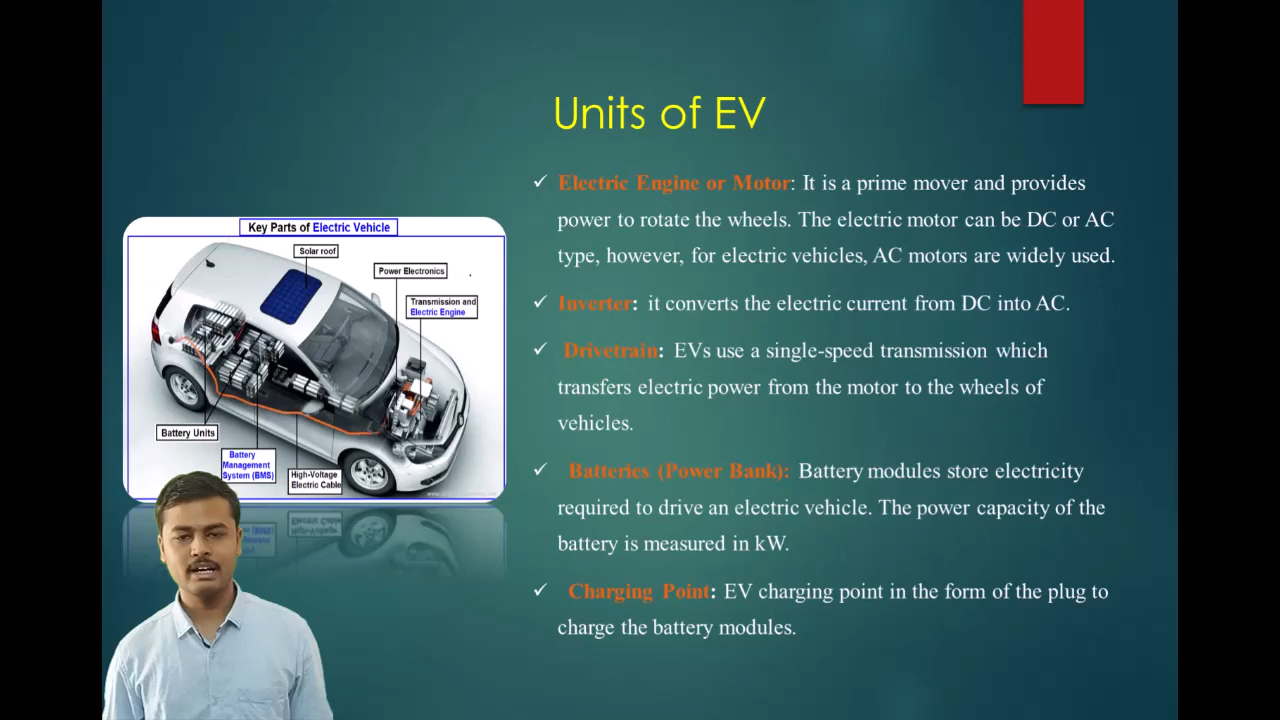 Units of EV
Key Parts of Electric Vehicle
Solar roof
Power Electronics
Transmission and
Electric Engine
Battery Units
Battery
Management
System (BMS)
High-Voltage
Electric Cable
✓ Electric Engine or Motor: It is a prime mover and provides
power to rotate the wheels. The electric motor can be DC or AC
type, however, for electric vehicles, AC motors are widely used.
✓ Inverter: it converts the electric current from DC into AC.
✓ Drivetrain: EVs use a single-speed transmission which
transfers electric power from the motor to the wheels of
vehicles.
✓ Batteries (Power Bank): Battery modules store electricity
required to drive an electric vehicle. The power capacity of the
battery is measured in kW.
✓ Charging Point: EV charging point in the form of the plug to
charge the battery modules.